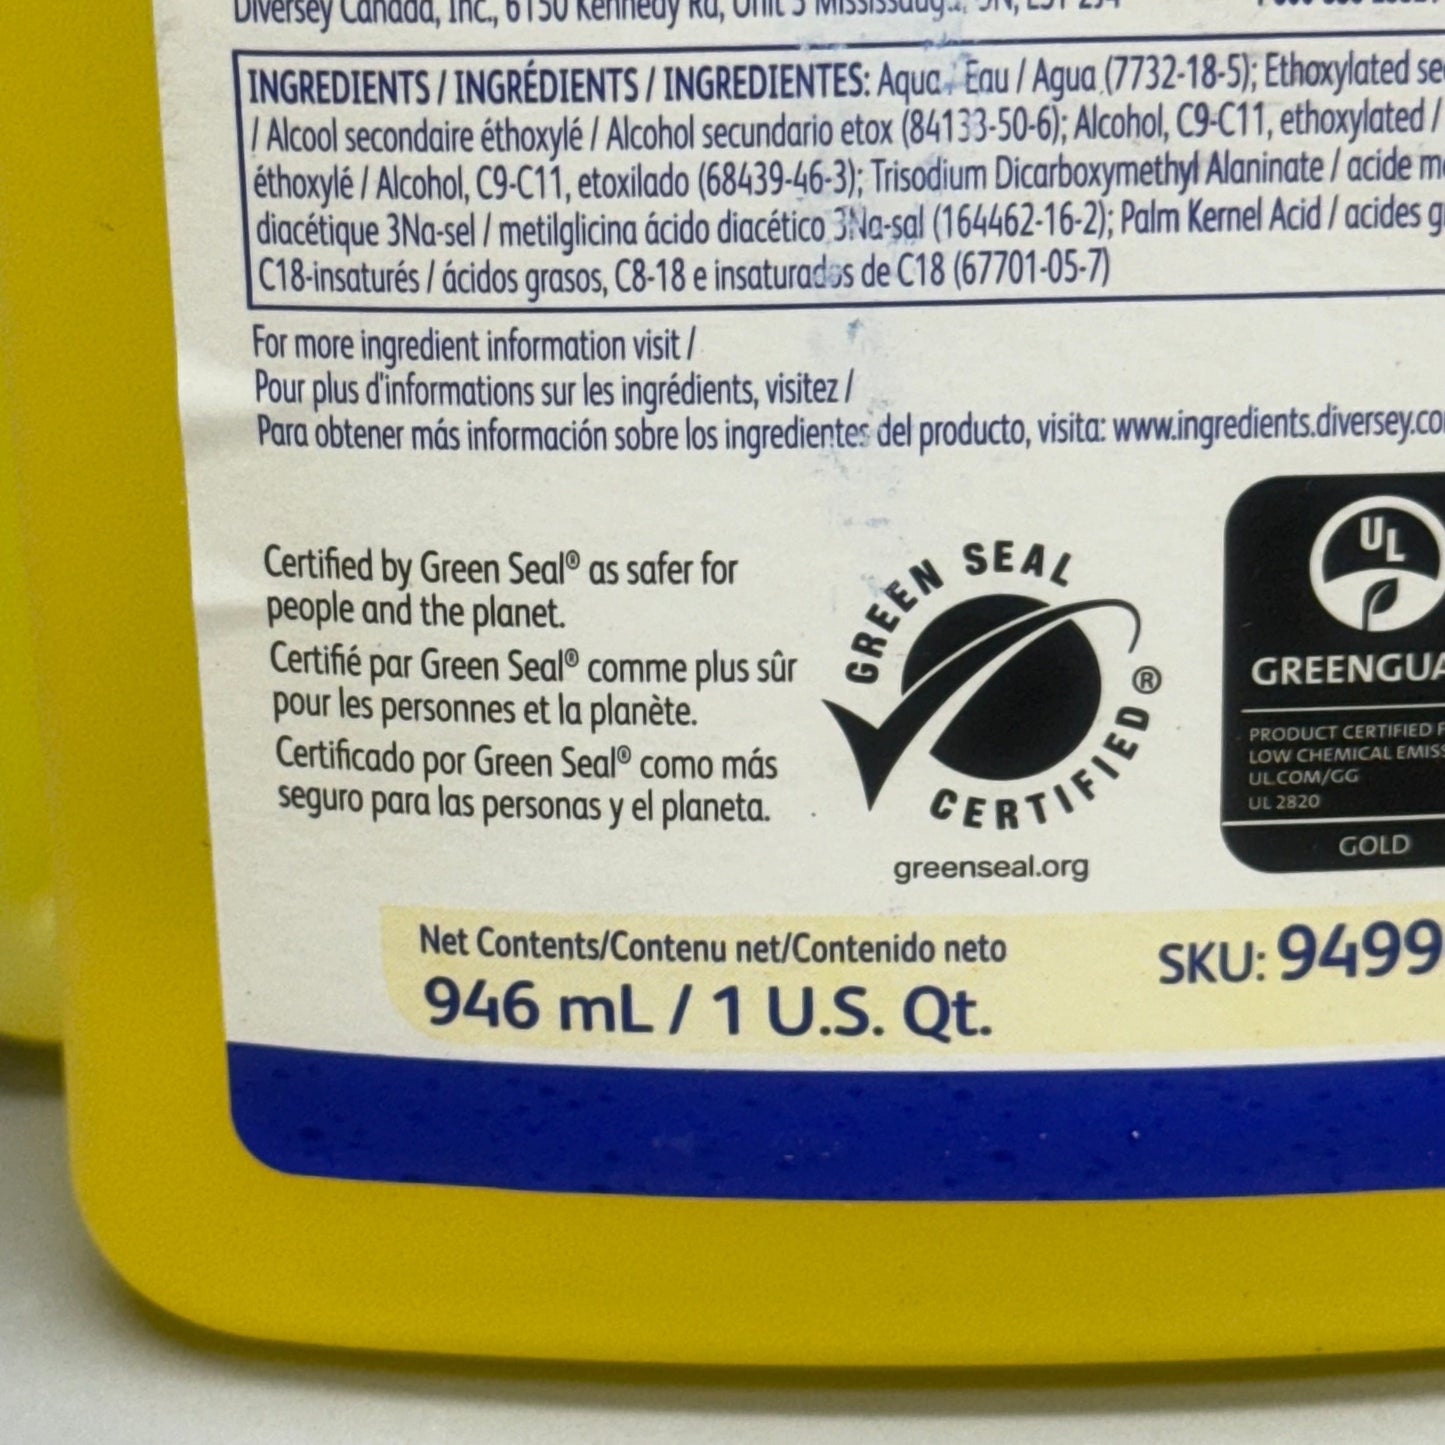 Diversey Canada, Inc., 6150 Kennedy Rd, Unit 3
INGREDIENTS / INGRÉDIENTS / INGREDIENTES: Aqua / Eau / Agua (7732-18-5); Ethoxylated
/ Alcool secondaire éthoxylé / Alcohol secundario etox (84133-50-6); Alcohol, C9-C11, ethoxylated /
éthoxylé / Alcohol, C9-C11, etoxilado (68439-46-3); Trisodium Dicarboxymethyl Alaninate / acide
diacétique 3Na-sel / metilglicina ácido diacético 3Na-sal (164462-16-2); Palm Kernel Acid / acides
C18-insaturés / ácidos grasos, C8-18 e insaturados de C18 (67701-05-7)
For more ingredient information visit /
Pour plus d'informations sur les ingrédients, visitez /
Para obtener más información sobre los ingredientes del producto, visita: www.ingredients.diversey.co
Certified by Green Seal® as safer for
people and the planet.
Certifié par Green Seal® comme plus sûr
pour les personnes et la planète.
Certificado por Green Seal® como más
seguro para las personas y el planeta.
GREEN SEAL
CERTIFIED®
greenseal.org
UL
GREENGUA
PRODUCT CERTIFIED F
LOW CHEMICAL EMISS
UL.COM/GG
UL 2820
GOLD
Net Contents/Contenu net/Contenido neto
946 mL / 1 U.S. Qt.
SKU: 9499